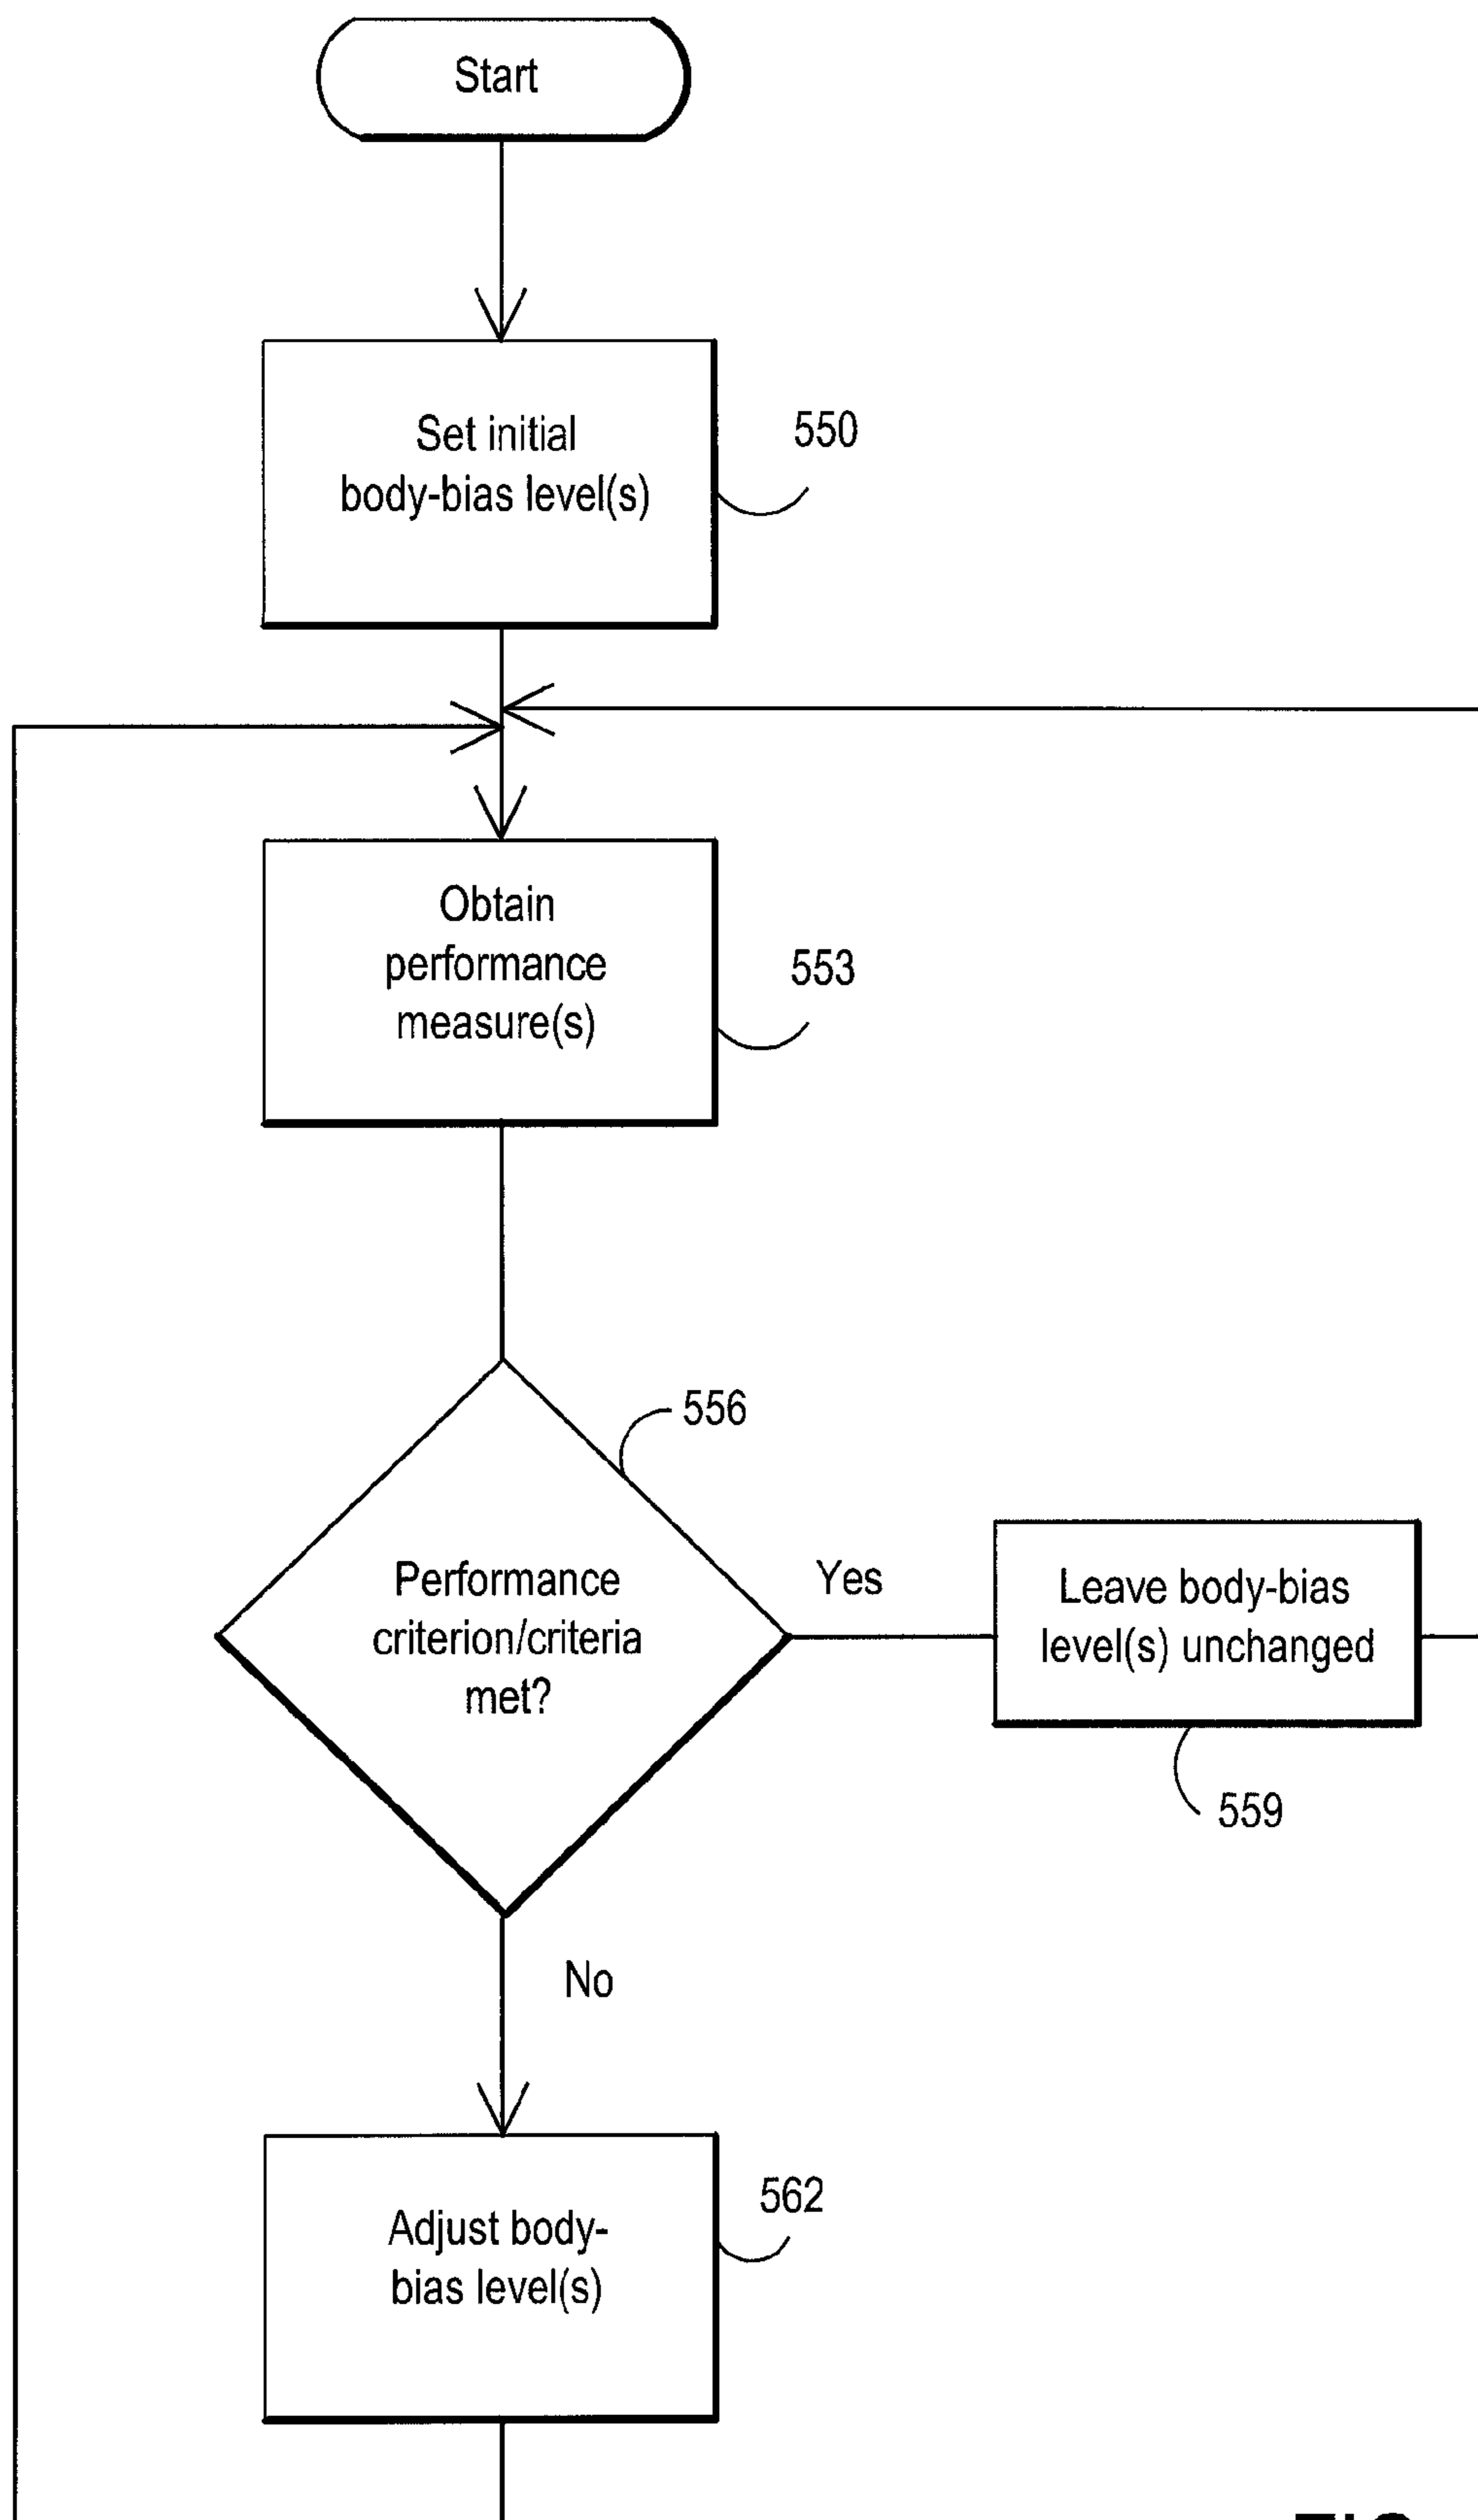 Start
Set initial
body-bias level(s)
550
Obtain
performance
measure(s)
553
556
Performance
criterion/criteria
met?
Yes
Leave body-bias
level(s) unchanged
559
No
Adjust body-
bias level(s)
562